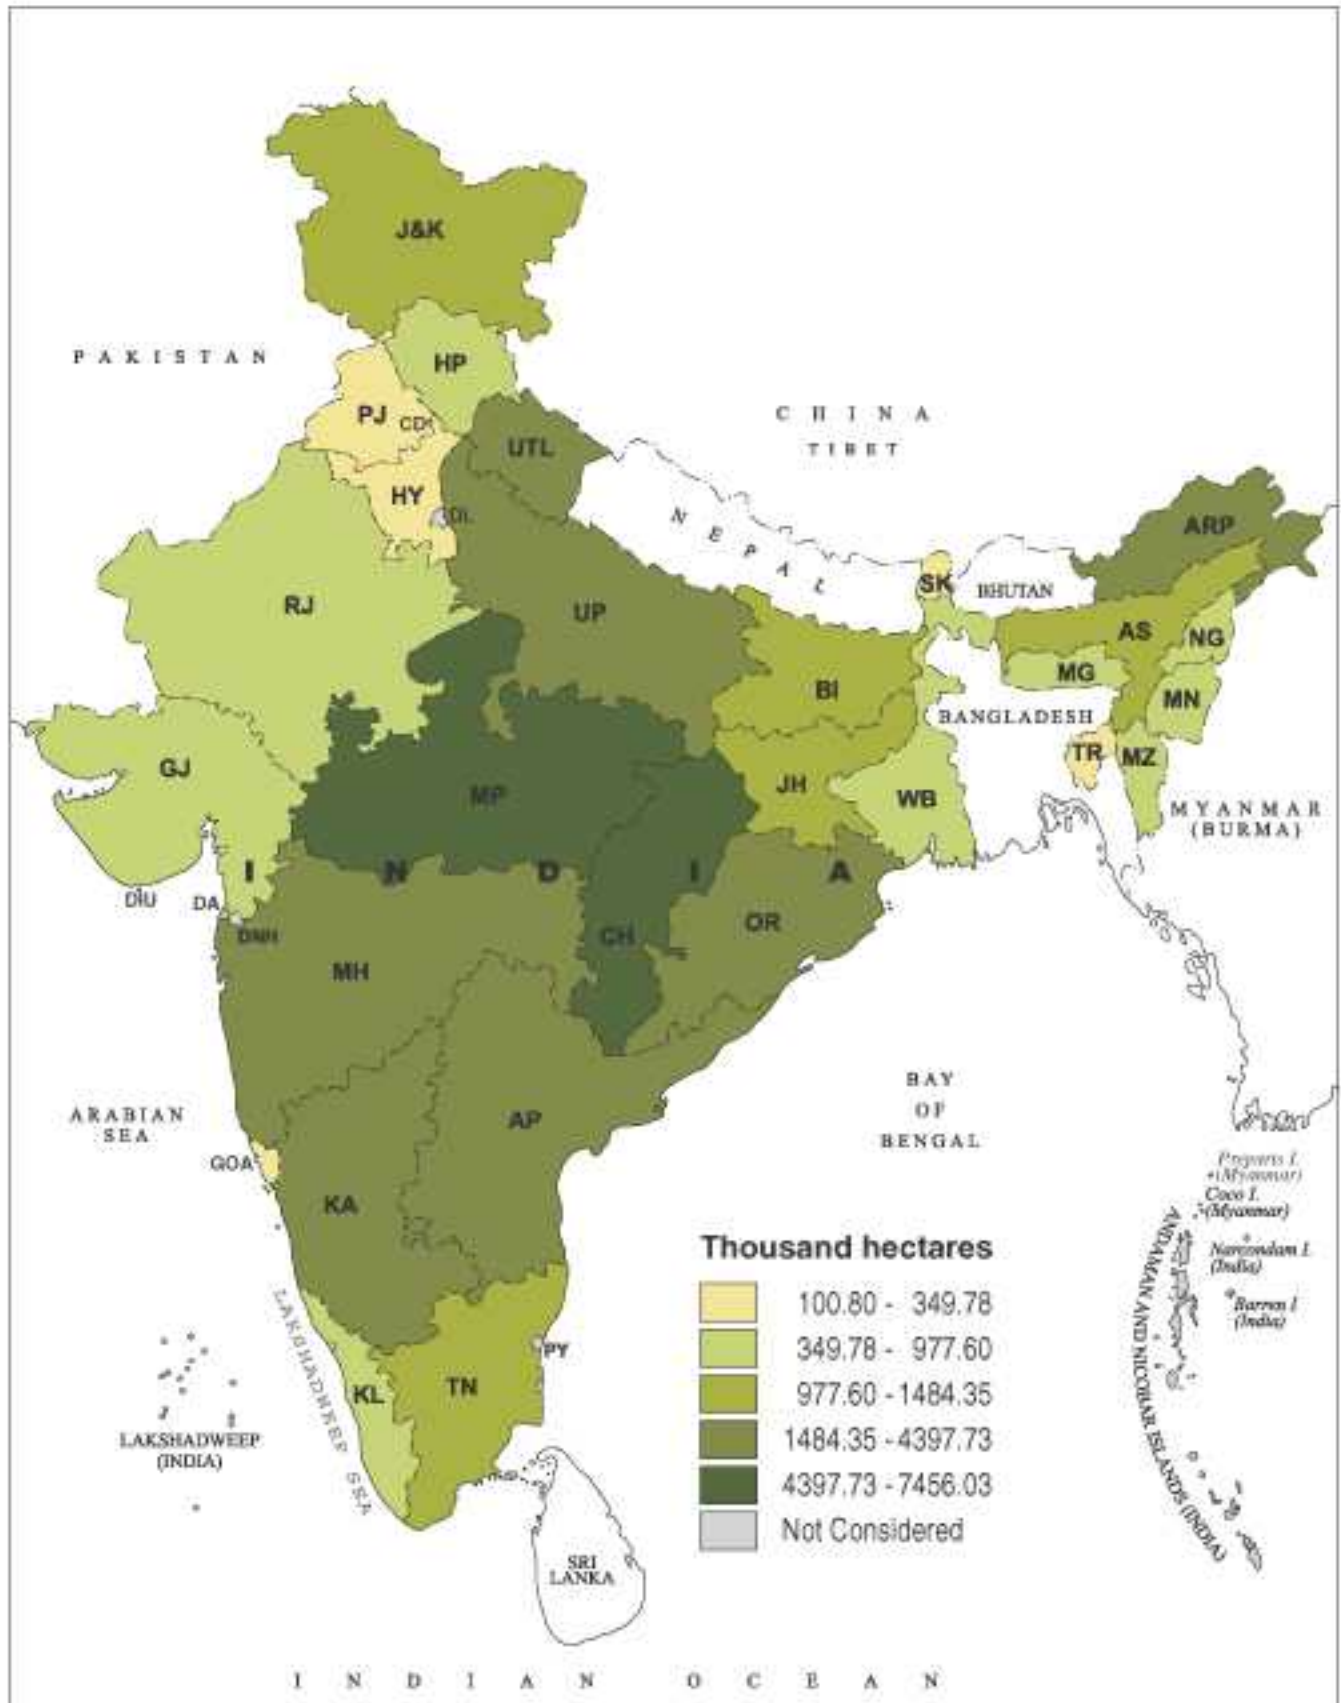 J&K
PAKISTAN
HP
PJ
CD
CHINA
TIBET
UTL
HY
DL
NEPAL
ARP
SK
BHUTAN
RJ
UP
AS
NG
MG
BI
MN
BANGLADESH
TR
MZ
GJ
MP
JH
WB
MYANMAR
(BURMA)
INDIA
DIU
DA
DNH
CH
OR
MH
BAY
OF
BENGAL
ARABIAN
SEA
AP
GOA
KA
Preparis I.
(Myanmar)
Coco I.
(Myanmar)
Narcondam I.
(India)
Barren I
(India)
ANDAMAN AND NICOBAR ISLANDS (INDIA)
Thousand hectares
100.80 - 349.78
349.78 - 977.60
977.60 - 1484.35
1484.35 - 4397.73
4397.73 - 7456.03
Not Considered
LAKSHADWEEP SEA
PY
KL
TN
LAKSHADWEEP
(INDIA)
SRI
LANKA
INDIAN OCEAN